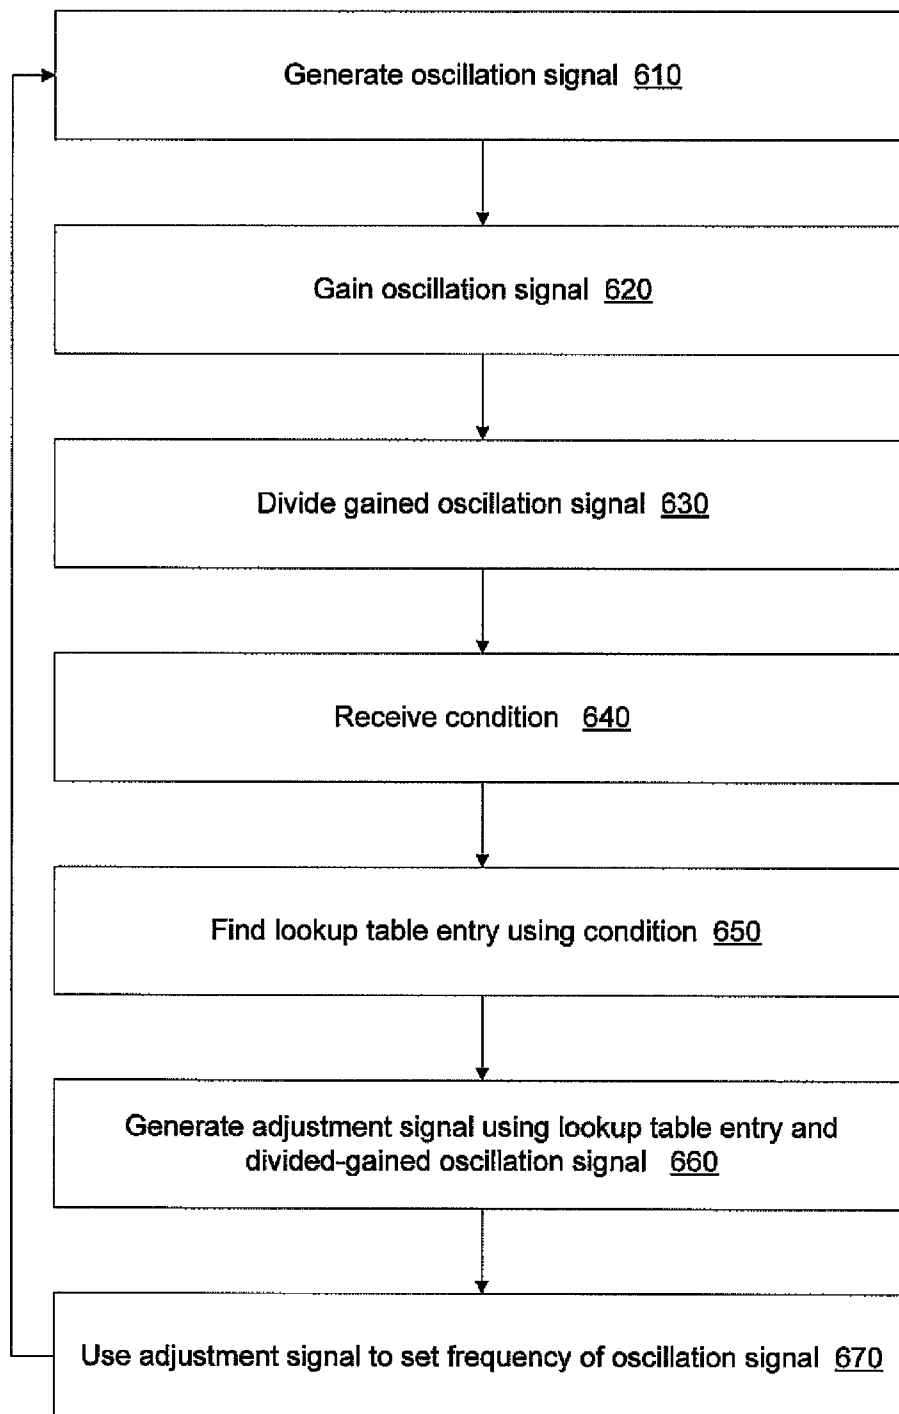 Generate oscillation signal 610
Gain oscillation signal 620
Divide gained oscillation signal 630
Receive condition 640
Find lookup table entry using condition 650
Generate adjustment signal using lookup table entry and
divided-gained oscillation signal 660
Use adjustment signal to set frequency of oscillation signal 670